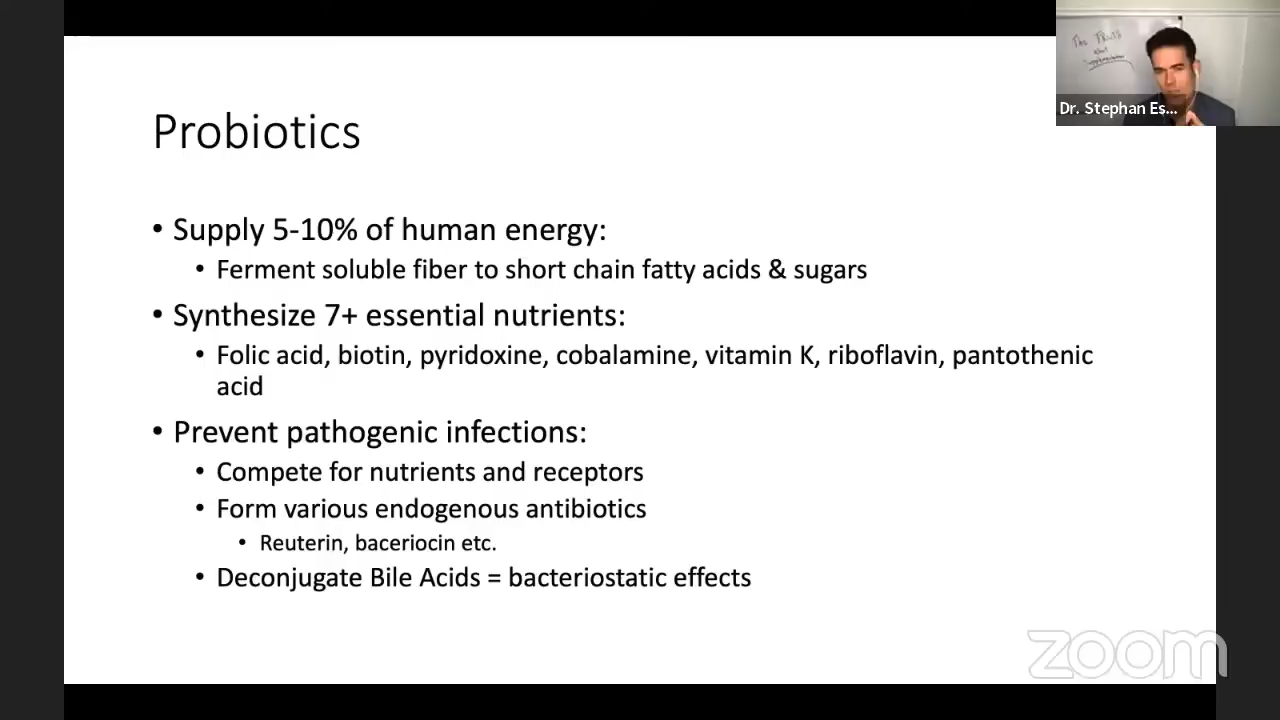 Probiotics
• Supply 5-10% of human energy:
• Ferment soluble fiber to short chain fatty acids & sugars
• Synthesize 7+ essential nutrients:
• Folic acid, biotin, pyridoxine, cobalamine, vitamin K, riboflavin, pantothenic
acid
• Prevent pathogenic infections:
• Compete for nutrients and receptors
• Form various endogenous antibiotics
• Reuterin, baceriocin etc.
• Deconjugate Bile Acids = bacteriostatic effects
The
Dr. Stephan Es...
zoom